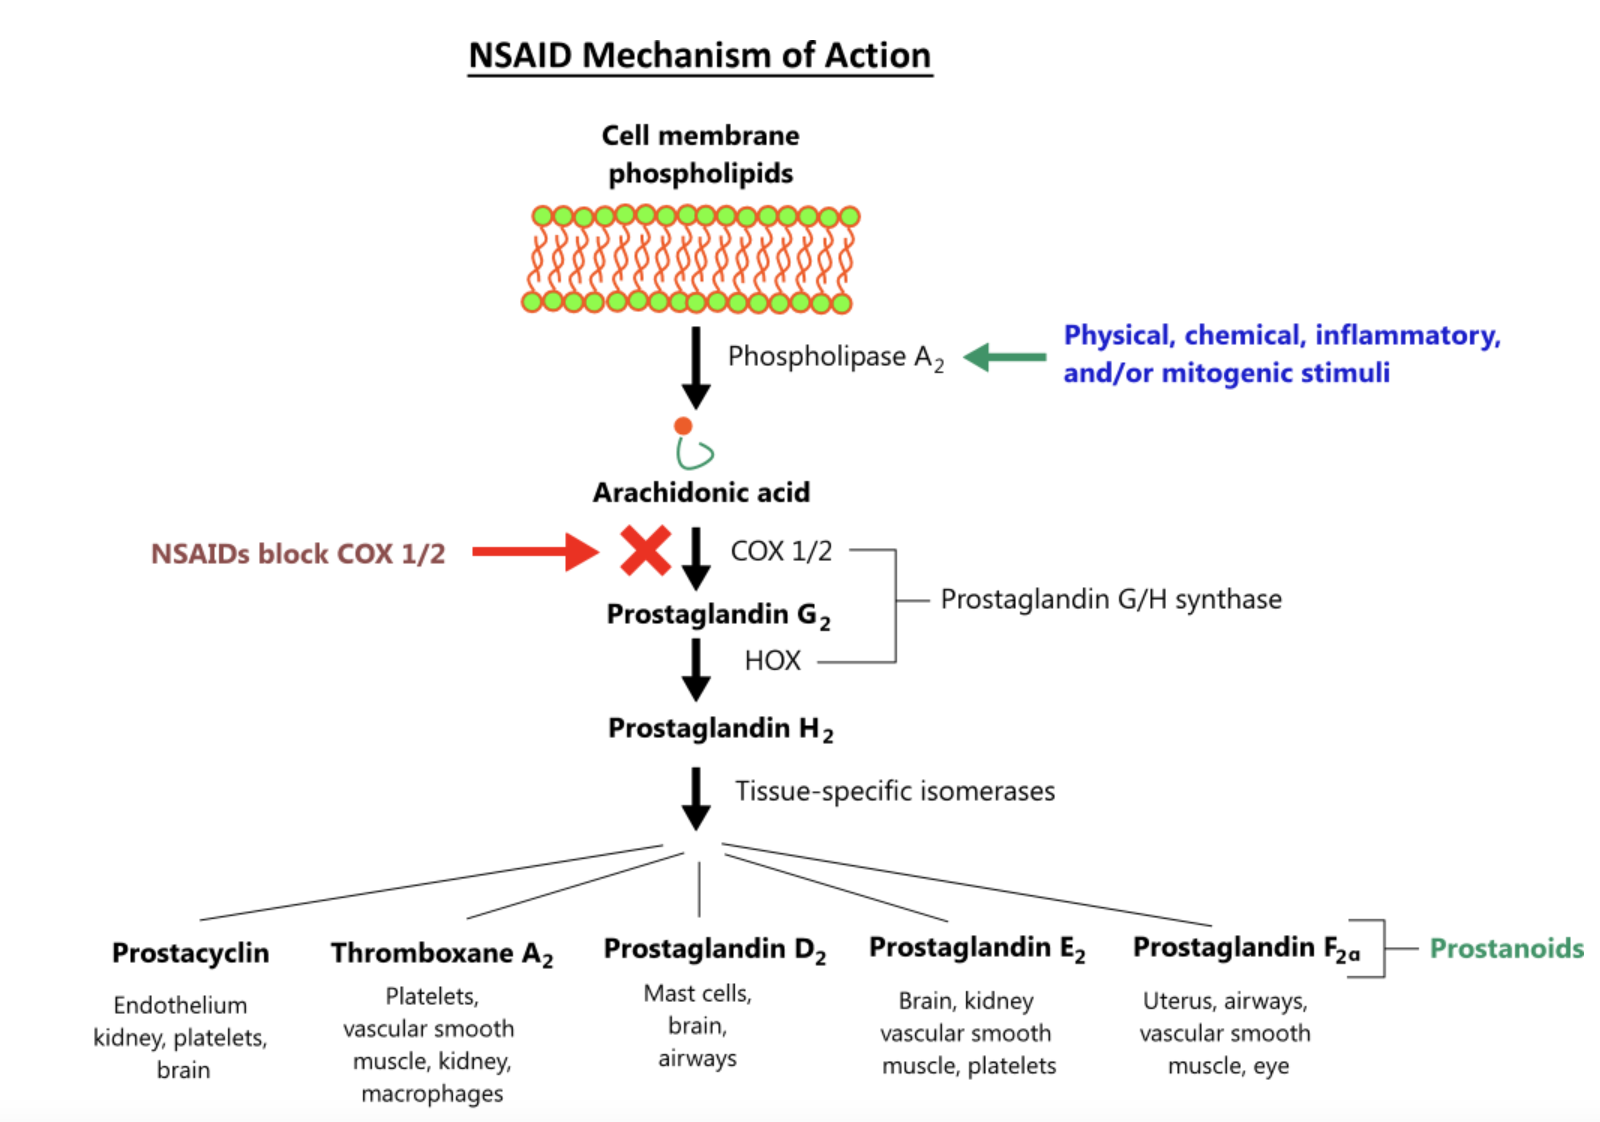 NSAID Mechanism of Action
Cell membrane
phospholipids
Phospholipase A2
Physical, chemical, inflammatory,
and/or mitogenic stimuli
Arachidonic acid
NSAIDs block COX 1/2
COX 1/2
Prostaglandin G/H synthase
Prostaglandin G2
HOX
Prostaglandin H2
Tissue-specific isomerases
Prostacyclin
Endothelium
kidney, platelets,
brain
Thromboxane A2
Platelets,
vascular smooth
muscle, kidney,
macrophages
Prostaglandin D2
Mast cells,
brain,
airways
Prostaglandin E2
Brain, kidney
vascular smooth
muscle, platelets
Prostaglandin F2α
Uterus, airways,
vascular smooth
muscle, eye
Prostanoids